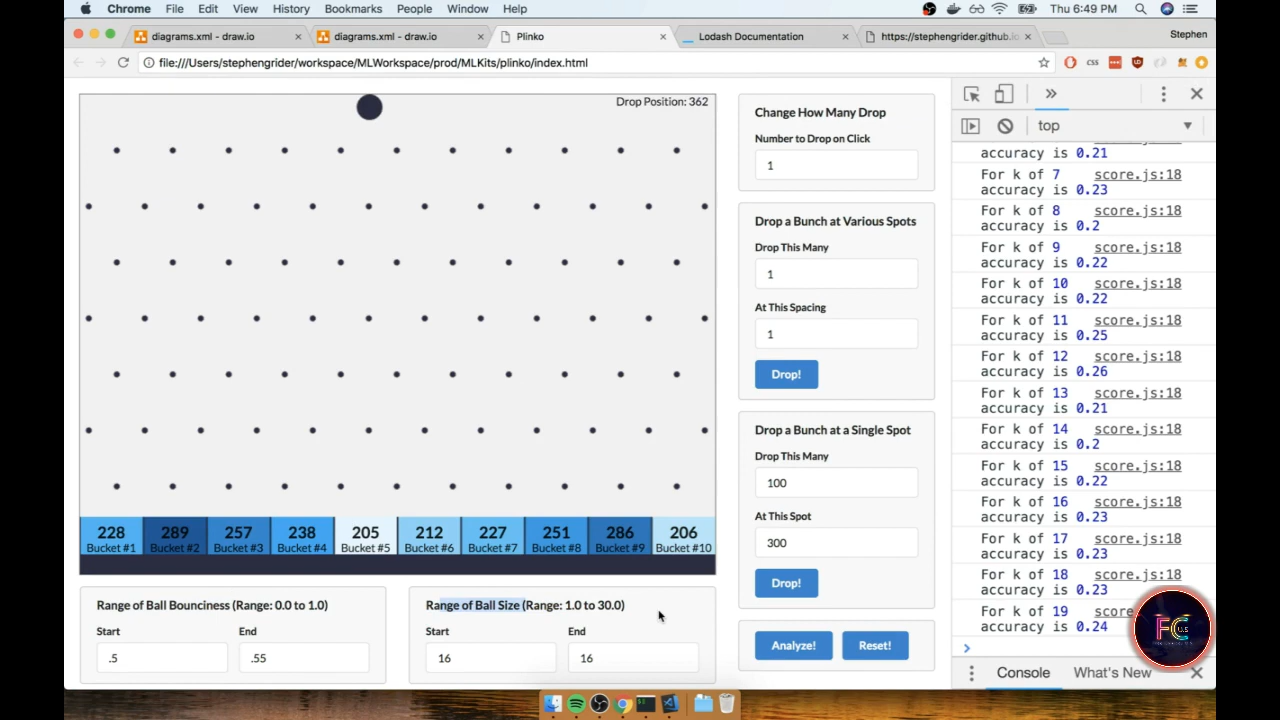 Chrome File Edit View History Bookmarks People Window Help Thu 6:49 PM
diagrams.xml - draw.io diagrams.xml - draw.io Plinko Lodash Documentation https://stephengrider.github.io. Stephen
file:///Users/stephengrider/workspace/MLWorkspace/prod/MLKits/plinko/index.html
Drop Position: 362
228 289 257 238 205 212 227 251 286 206
Bucket #1 Bucket #2 Bucket #3 Bucket #4 Bucket #5 Bucket #6 Bucket #7 Bucket #8 Bucket #9 Bucket #10
Range of Ball Bounciness (Range: 0.0 to 1.0)
Start End
.5 .55
Range of Ball Size (Range: 1.0 to 30.0)
Start End
16 16
Change How Many Drop
Number to Drop on Click
1
Drop a Bunch at Various Spots
Drop This Many
1
At This Spacing
1
Drop!
Drop a Bunch at a Single Spot
Drop This Many
100
At This Spot
300
Drop!
Analyze! Reset!
top
accuracy is 0.21
For k of 7 score.js:18
accuracy is 0.23
For k of 8 score.js:18
accuracy is 0.2
For k of 9 score.js:18
accuracy is 0.22
For k of 10 score.js:18
accuracy is 0.22
For k of 11 score.js:18
accuracy is 0.25
For k of 12 score.js:18
accuracy is 0.26
For k of 13 score.js:18
accuracy is 0.21
For k of 14 score.js:18
accuracy is 0.2
For k of 15 score.js:18
accuracy is 0.22
For k of 16 score.js:18
accuracy is 0.23
For k of 17 score.js:18
accuracy is 0.23
For k of 18 score.js:18
accuracy is 0.23
For k of 19 score
accuracy is 0.24
FC
Console What's New